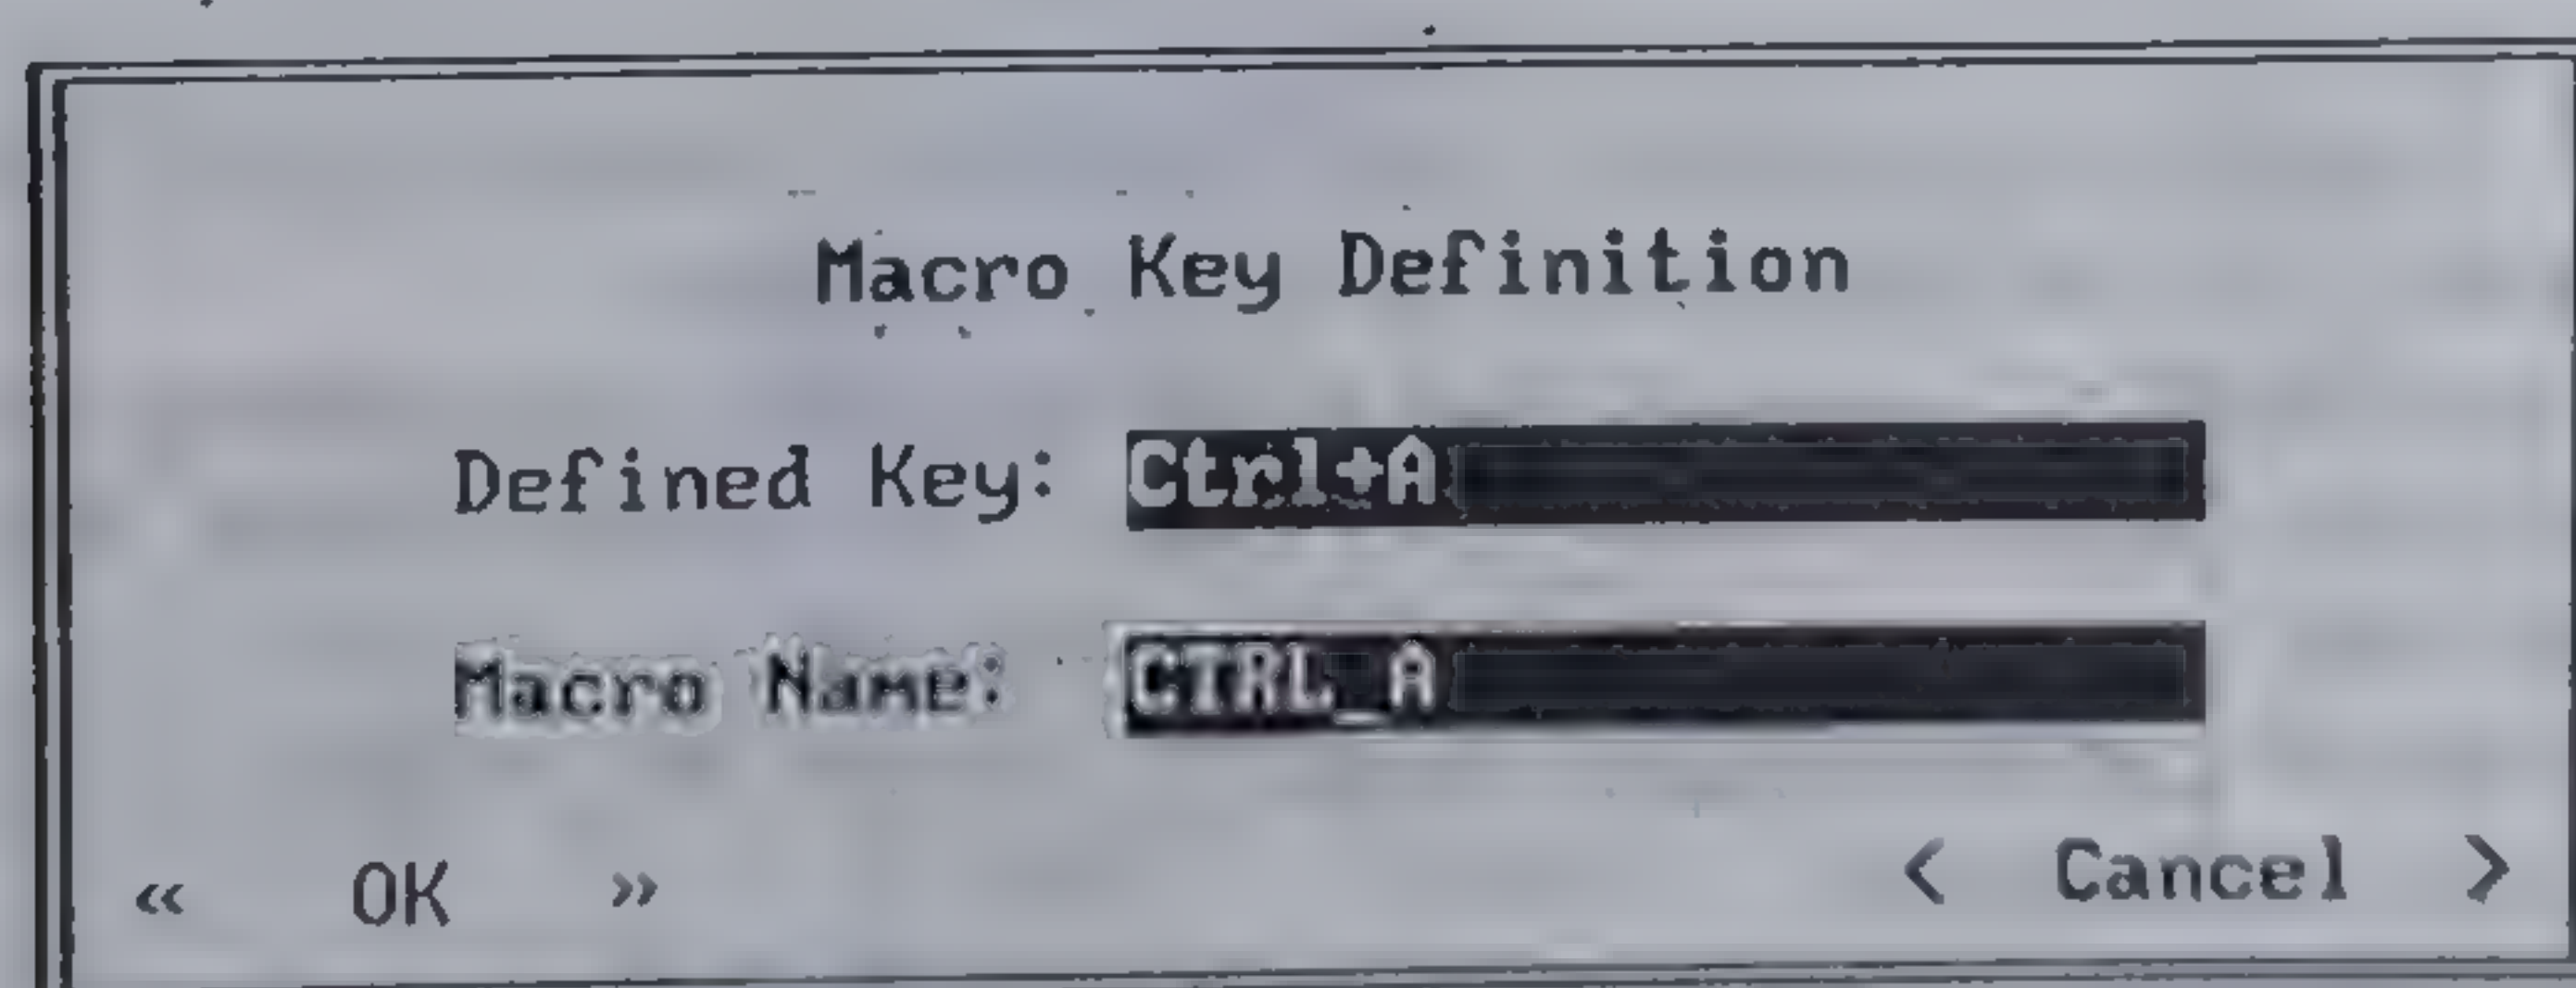 Macro Key Definition
Defined Key: Ctrl+A
Macro Name: CTRL_A
« OK » < Cancel >